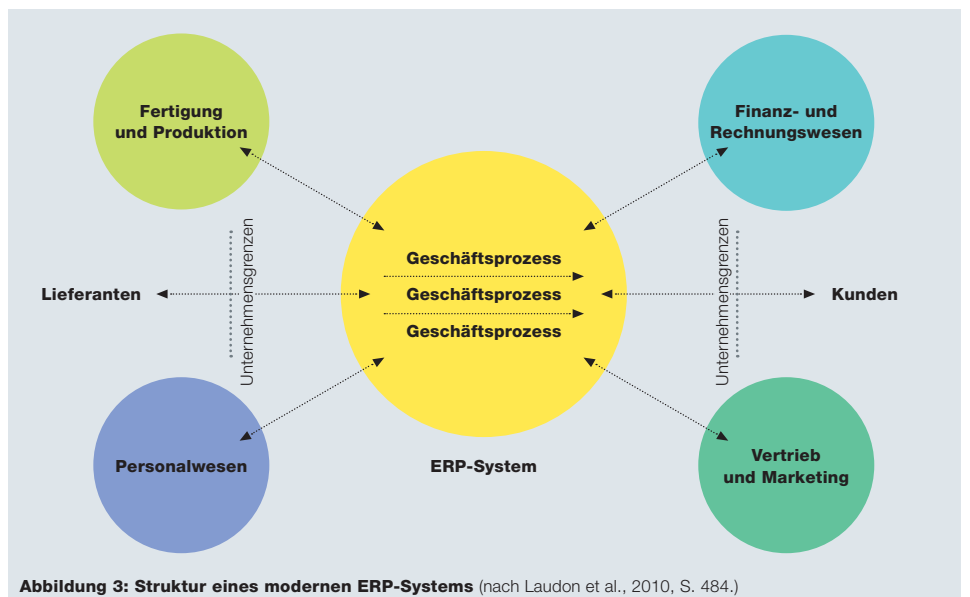 Fertigung
und Produktion
Finanz- und
Rechnungswesen
Unternehmensgrenzen
Geschäftsprozess
Lieferanten
Geschäftsprozess
Kunden
Geschäftsprozess
Unternehmensgrenzen
Personalwesen
ERP-System
Vertrieb
und Marketing
Abbildung 3: Struktur eines modernen ERP-Systems (nach Laudon et al., 2010, S. 484.)